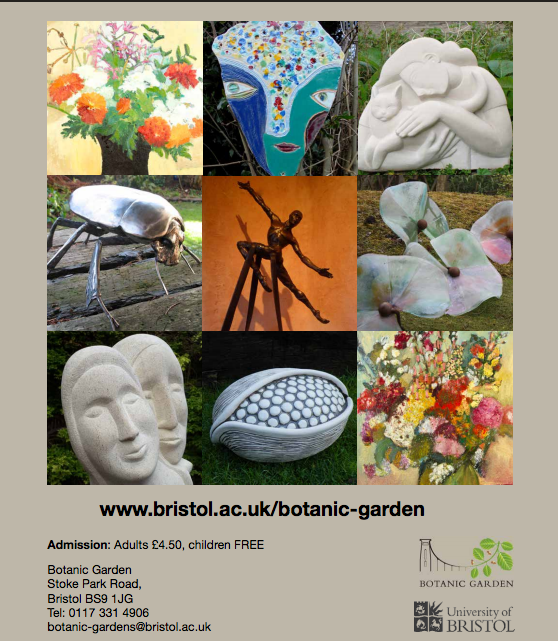 www.bristol.ac.uk/botanic-garden
Admission: Adults £4.50, children FREE
Botanic Garden
Stoke Park Road,
Bristol BS9 1JG
Tel: 0117 331 4906
botanic-gardens@bristol.ac.uk
BOTANIC GARDEN
University of
BRISTOL